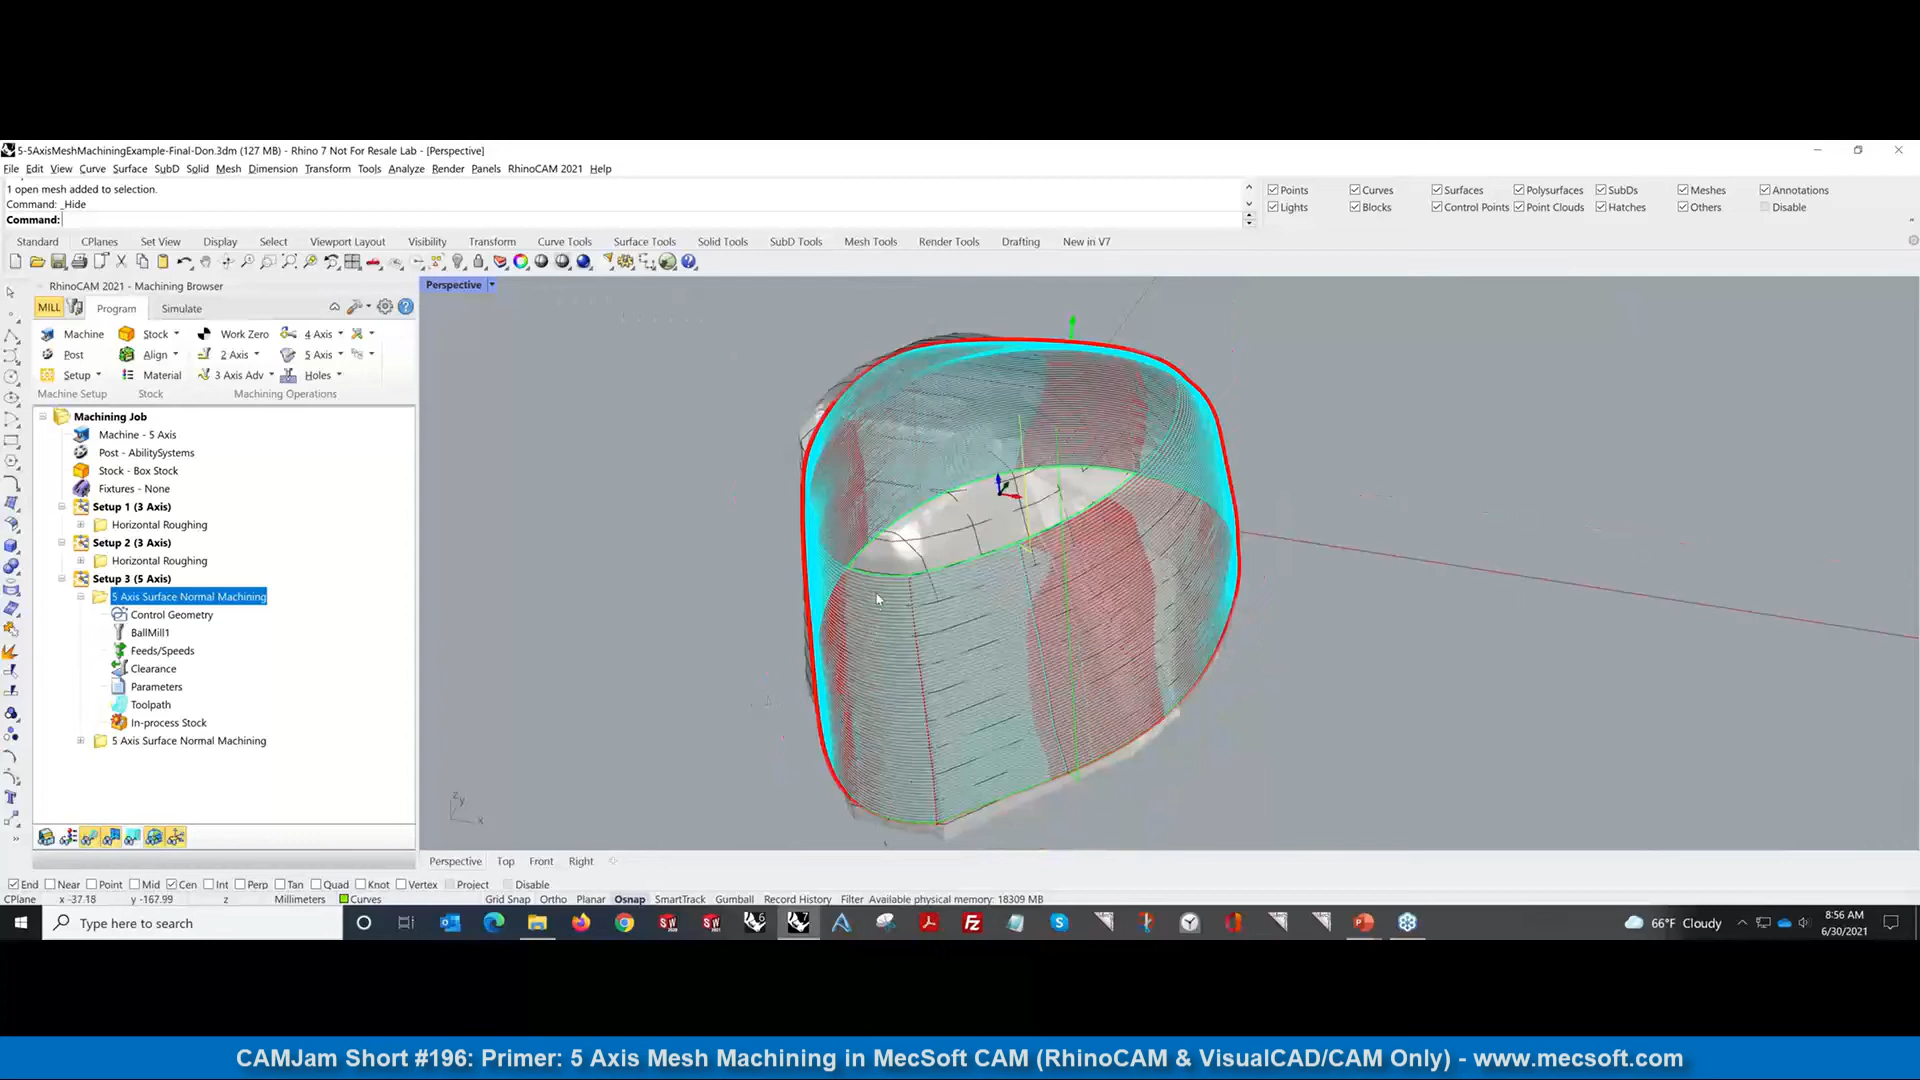 5-5AxisMeshMachiningExample-Final-Don.3dm (127 MB) - Rhino 7 Not For Resale Lab - [Perspective]
File Edit View Curve Surface SubD Solid Mesh Dimension Transform Tools Analyze Render Panels RhinoCAM 2021 Help
1 open mesh added to selection.
Command: _Hide
Command:
Points Curves Surfaces Polysurfaces SubDs Meshes Annotations
Lights Blocks Control Points Point Clouds Hatches Others Disable
Standard CPlanes Set View Display Select Viewport Layout Visibility Transform Curve Tools Surface Tools Solid Tools SubD Tools Mesh Tools Render Tools Drafting New in V7
RhinoCAM 2021 - Machining Browser
MILL Program Simulate
Machine Stock Work Zero 4 Axis
Post Align 2 Axis 5 Axis
Setup Material 3 Axis Adv Holes
Machine Setup Stock Machining Operations
Machining Job
Machine - 5 Axis
Post - AbilitySystems
Stock - Box Stock
Fixtures - None
Setup 1 (3 Axis)
Horizontal Roughing
Setup 2 (3 Axis)
Horizontal Roughing
Setup 3 (5 Axis)
5 Axis Surface Normal Machining
Control Geometry
BallMill1
Feeds/Speeds
Clearance
Parameters
Toolpath
In-process Stock
5 Axis Surface Normal Machining
Perspective
z y x
Perspective Top Front Right
End Near Point Mid Cen Int Perp Tan Quad Knot Vertex Project Disable
CPlane x -37.18 y -167.99 z Millimeters Curves Grid Snap Ortho Planar Osnap SmartTrack Gumball Record History Filter Available physical memory: 18309 MB
Type here to search
66°F Cloudy
8:56 AM
6/30/2021
CAMJam Short #196: Primer: 5 Axis Mesh Machining in MecSoft CAM (RhinoCAM & VisualCAD/CAM Only) - www.mecsoft.com